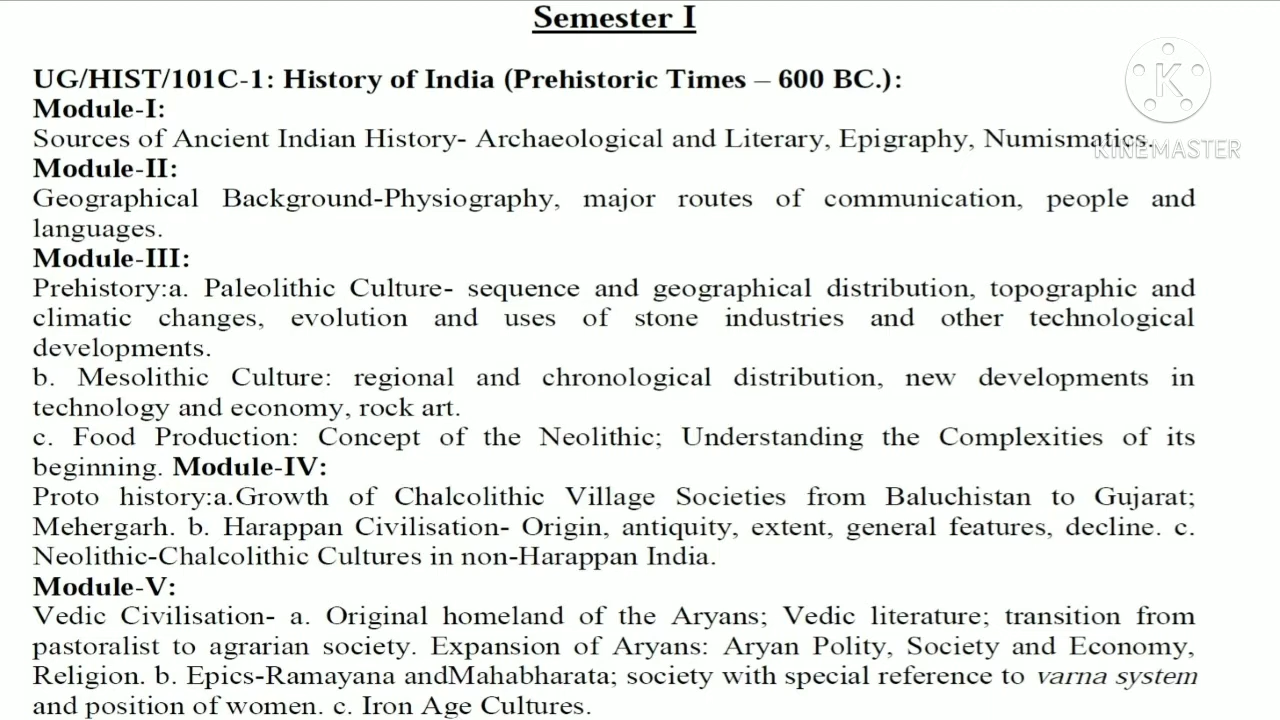 Semester I
UG/HIST/101C-1: History of India (Prehistoric Times – 600 BC.):
Module-I:
Sources of Ancient Indian History- Archaeological and Literary, Epigraphy, Numismatics.
K
KINEMASTER
Module-II:
Geographical Background-Physiography, major routes of communication, people and
languages.
Module-III:
Prehistory:a. Paleolithic Culture- sequence and geographical distribution, topographic and
climatic changes, evolution and uses of stone industries and other technological
developments.
b. Mesolithic Culture: regional and chronological distribution, new developments in
technology and economy, rock art.
c. Food Production: Concept of the Neolithic; Understanding the Complexities of its
beginning. Module-IV:
Proto history:a.Growth of Chalcolithic Village Societies from Baluchistan to Gujarat;
Mehergarh. b. Harappan Civilisation- Origin, antiquity, extent, general features, decline. c.
Neolithic-Chalcolithic Cultures in non-Harappan India.
Module-V:
Vedic Civilisation- a. Original homeland of the Aryans; Vedic literature; transition from
pastoralist to agrarian society. Expansion of Aryans: Aryan Polity, Society and Economy,
Religion. b. Epics-Ramayana andMahabharata; society with special reference to varna system
and position of women. c. Iron Age Cultures.